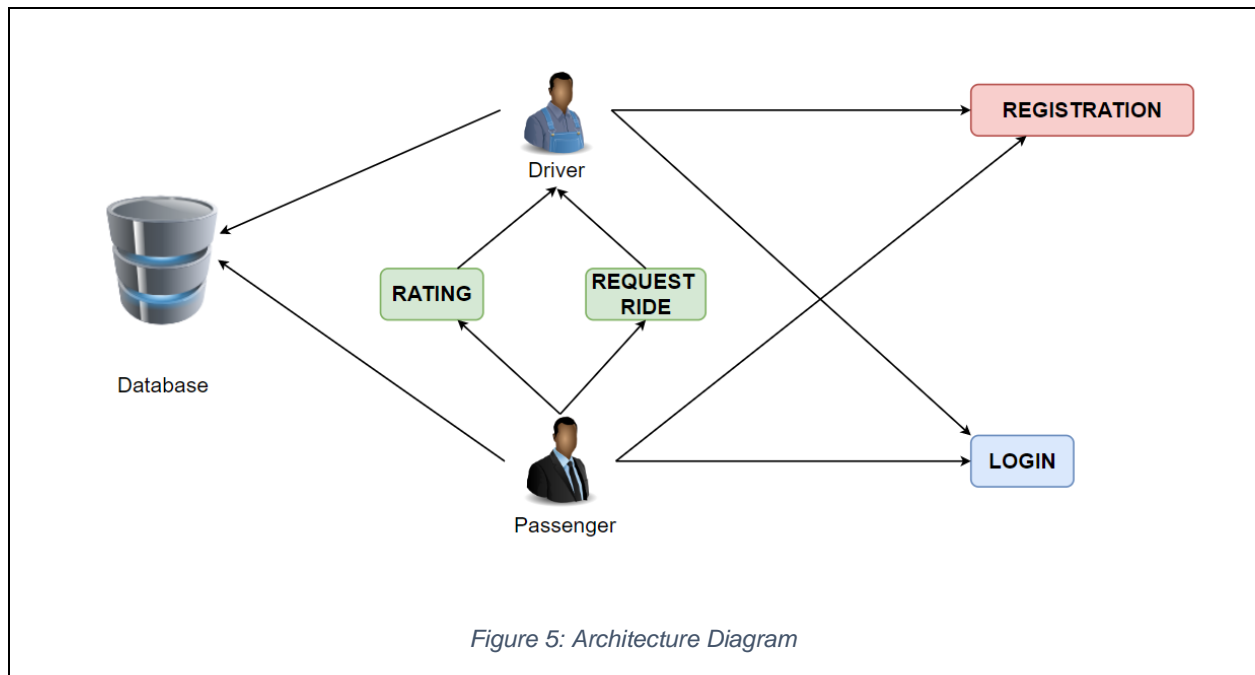 Driver
REGISTRATION
RATING
REQUEST
RIDE
Database
LOGIN
Passenger
Figure 5: Architecture Diagram